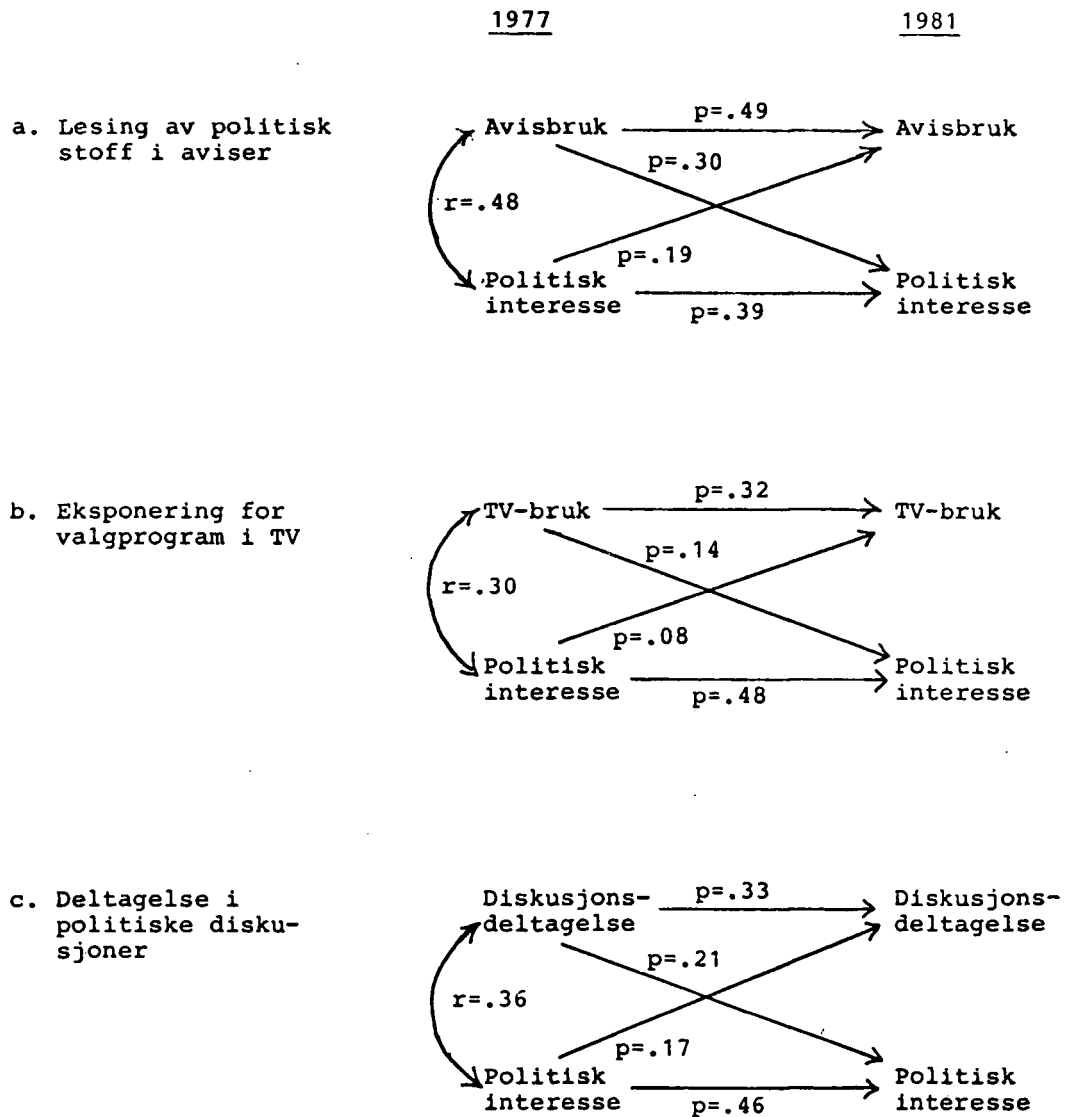 1977 1981
a. Lesing av politisk
stoff i aviser
Avisbruk p=.49 Avisbruk
p=.30
r=.48
p=.19
Politisk
interesse p=.39 Politisk
interesse
b. Eksponering for
valgprogram i TV
TV-bruk p=.32 TV-bruk
p=.14
r=.30
p=.08
Politisk
interesse p=.48 Politisk
interesse
c. Deltagelse i
politiske disku-
sjoner
Diskusjons-
deltagelse p=.33 Diskusjons-
deltagelse
p=.21
r=.36
p=.17
Politisk
interesse p=.46 Politisk
interesse